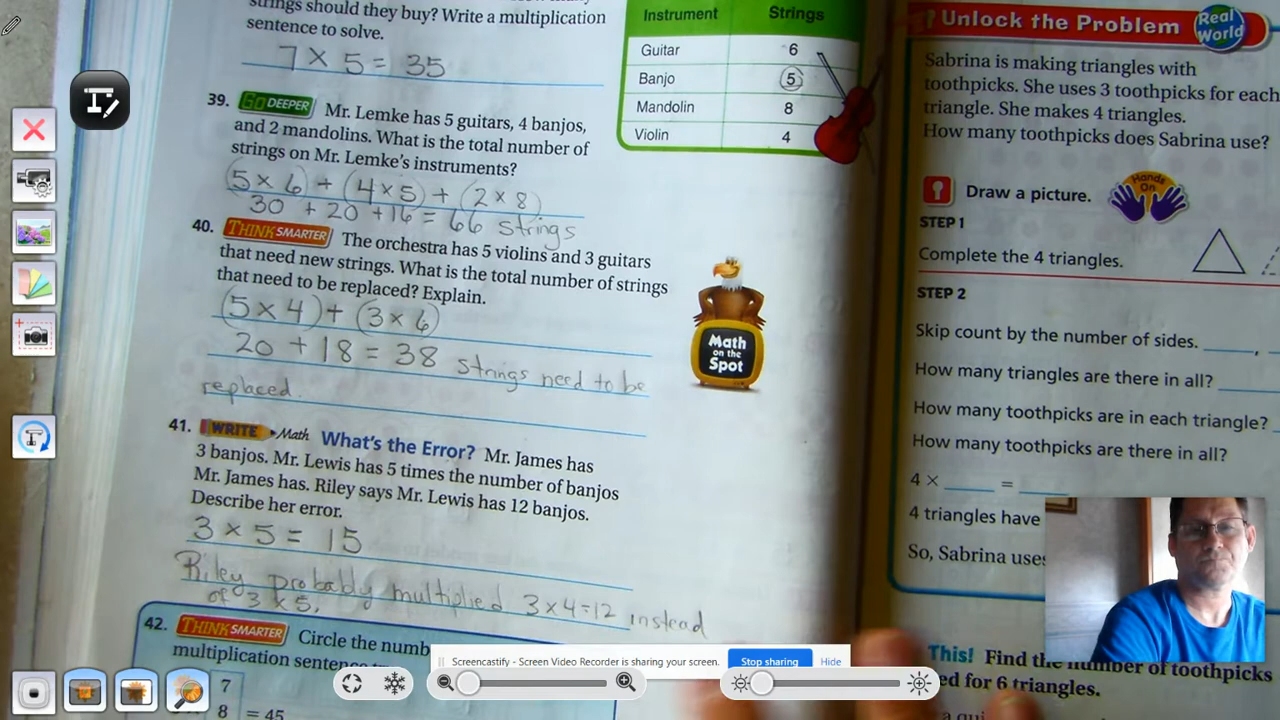 strings should they buy? Write a multiplication
sentence to solve.
7 × 5 = 35
39. GO DEEPER Mr. Lemke has 5 guitars, 4 banjos,
and 2 mandolins. What is the total number of
strings on Mr. Lemke's instruments?
(5 × 6) + (4 × 5) + (2 × 8)
30 + 20 + 16 = 66 strings
40. THINK SMARTER The orchestra has 5 violins and 3 guitars
that need new strings. What is the total number of strings
that need to be replaced? Explain.
(5 × 4) + (3 × 6)
20 + 18 = 38 strings need to be
replaced.
41. WRITE Math What's the Error? Mr. James has
3 banjos. Mr. Lewis has 5 times the number of banjos
Mr. James has. Riley says Mr. Lewis has 12 banjos.
Describe her error.
3 × 5 = 15
Riley probably multiplied 3 × 4 = 12 instead
of 3 × 5.
42. THINK SMARTER Circle the numb
multiplication sentence
7
8 = 45
Instrument Strings
Guitar 6
Banjo 5
Mandolin 8
Violin 4
Math
on the
Spot
Unlock the Problem Real
World
Sabrina is making triangles with
toothpicks. She uses 3 toothpicks for each
triangle. She makes 4 triangles.
How many toothpicks does Sabrina use?
Draw a picture. Hands
On
STEP 1
Complete the 4 triangles.
STEP 2
Skip count by the number of sides. ____,
How many triangles are there in all? ____
How many toothpicks are in each triangle?
How many toothpicks are there in all?
4 × ____ = ____
4 triangles have
So, Sabrina uses
This! Find the number of toothpicks
ed for 6 triangles.
Screencastify - Screen Video Recorder is sharing your screen. Stop sharing Hide